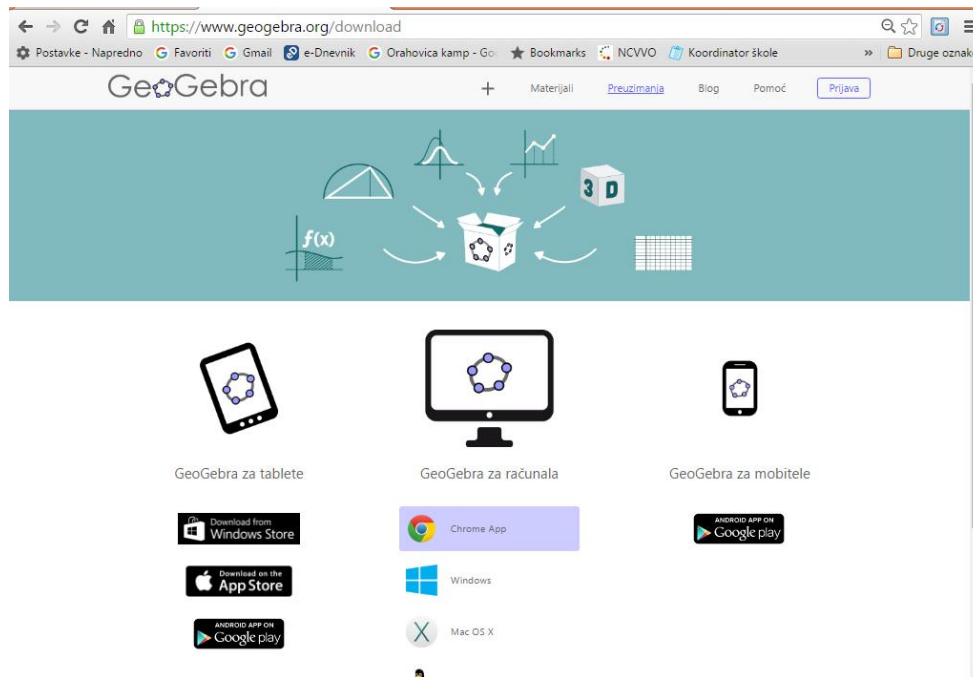 https://www.geogebra.org/download
Postavke - Napredno G Favoriti G Gmail e-Dnevnik G Orahovica kamp - Go Bookmarks NCVVO Koordinator škole » Druge oznake
GeoGebra + Materijali Preuzimanja Blog Pomoć Prijava
3 D
f(x)
GeoGebra za tablete
GeoGebra za računala
GeoGebra za mobitele
Download from
Windows Store
Chrome App
ANDROID APP ON
Google play
Download on the
App Store
Windows
ANDROID APP ON
Google play
Mac OS X